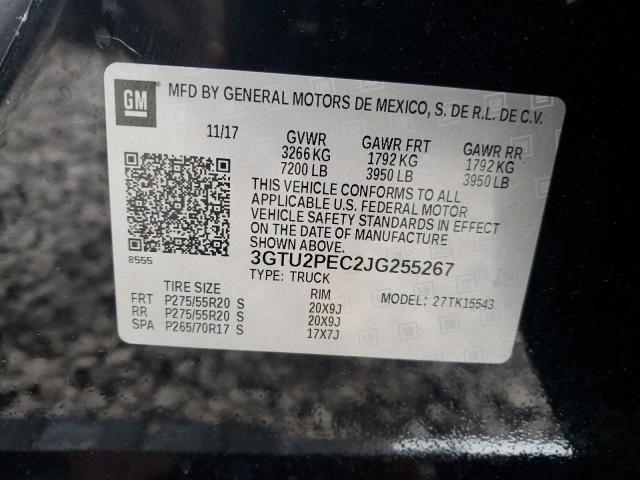 GM
MFD BY GENERAL MOTORS DE MEXICO, S. DE R.L. DE C.V.
11/17 GVWR GAWR FRT GAWR RR
3266 KG 1792 KG 1792 KG
7200 LB 3950 LB 3950 LB
THIS VEHICLE CONFORMS TO ALL
APPLICABLE U.S. FEDERAL MOTOR
VEHICLE SAFETY STANDARDS IN EFFECT
ON THE DATE OF MANUFACTURE
SHOWN ABOVE.
8555
3GTU2PEC2JG255267
TYPE: TRUCK
TIRE SIZE RIM MODEL: 27TK15543
FRT P275/55R20 S 20X9J
RR P275/55R20 S 20X9J
SPA P265/70R17 S 17X7J